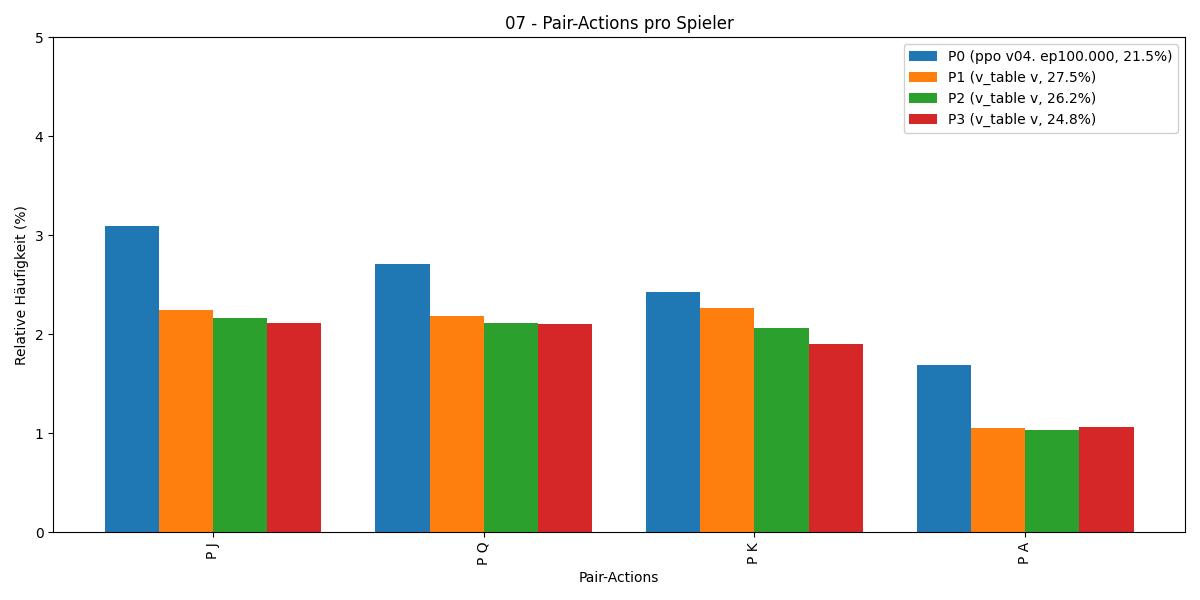 07 - Pair-Actions pro Spieler
P0 (ppo v04. ep100.000, 21.5%)
P1 (v_table v, 27.5%)
P2 (v_table v, 26.2%)
P3 (v_table v, 24.8%)
Relative Häufigkeit (%)
5
4
3
2
1
0
P J
P Q
P K
P A
Pair-Actions